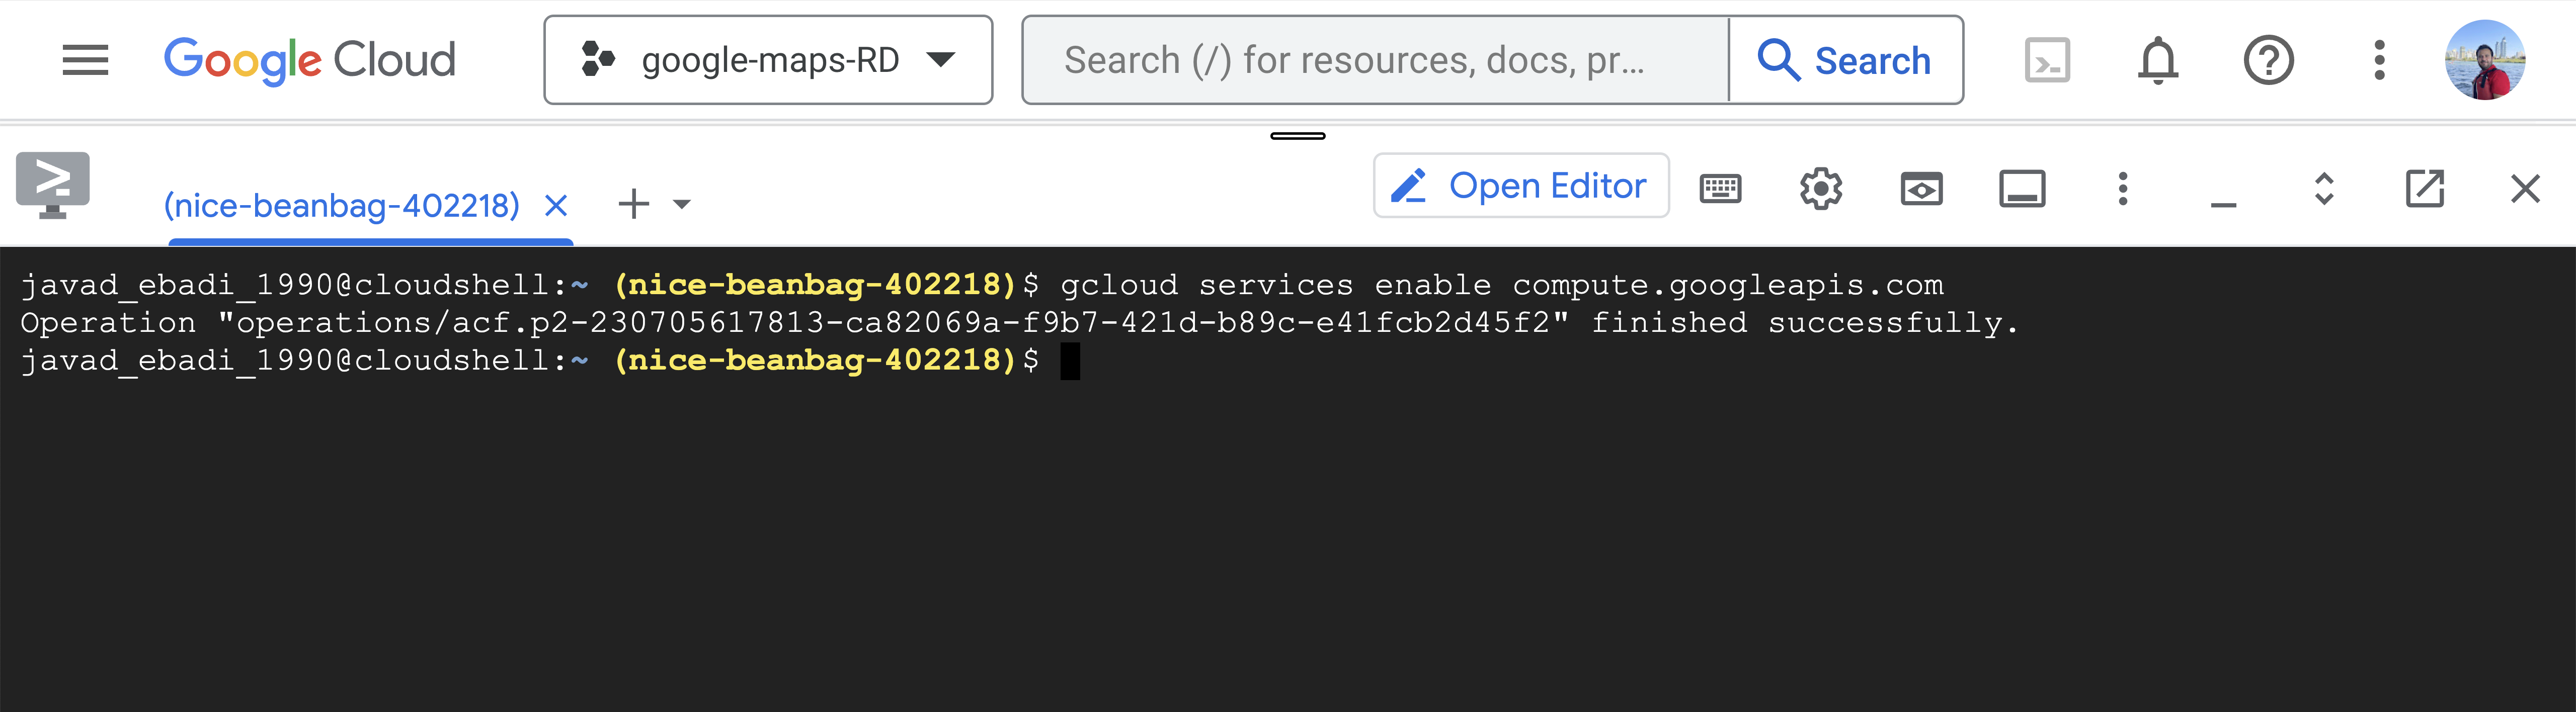 Google Cloud
google-maps-RD
Search (/) for resources, docs, pr...
Search
(nice-beanbag-402218)
Open Editor
javad_ebadi_1990@cloudshell:~ (nice-beanbag-402218)$ gcloud services enable compute.googleapis.com
Operation "operations/acf.p2-230705617813-ca82069a-f9b7-421d-b89c-e41fcb2d45f2" finished successfully.
javad_ebadi_1990@cloudshell:~ (nice-beanbag-402218)$